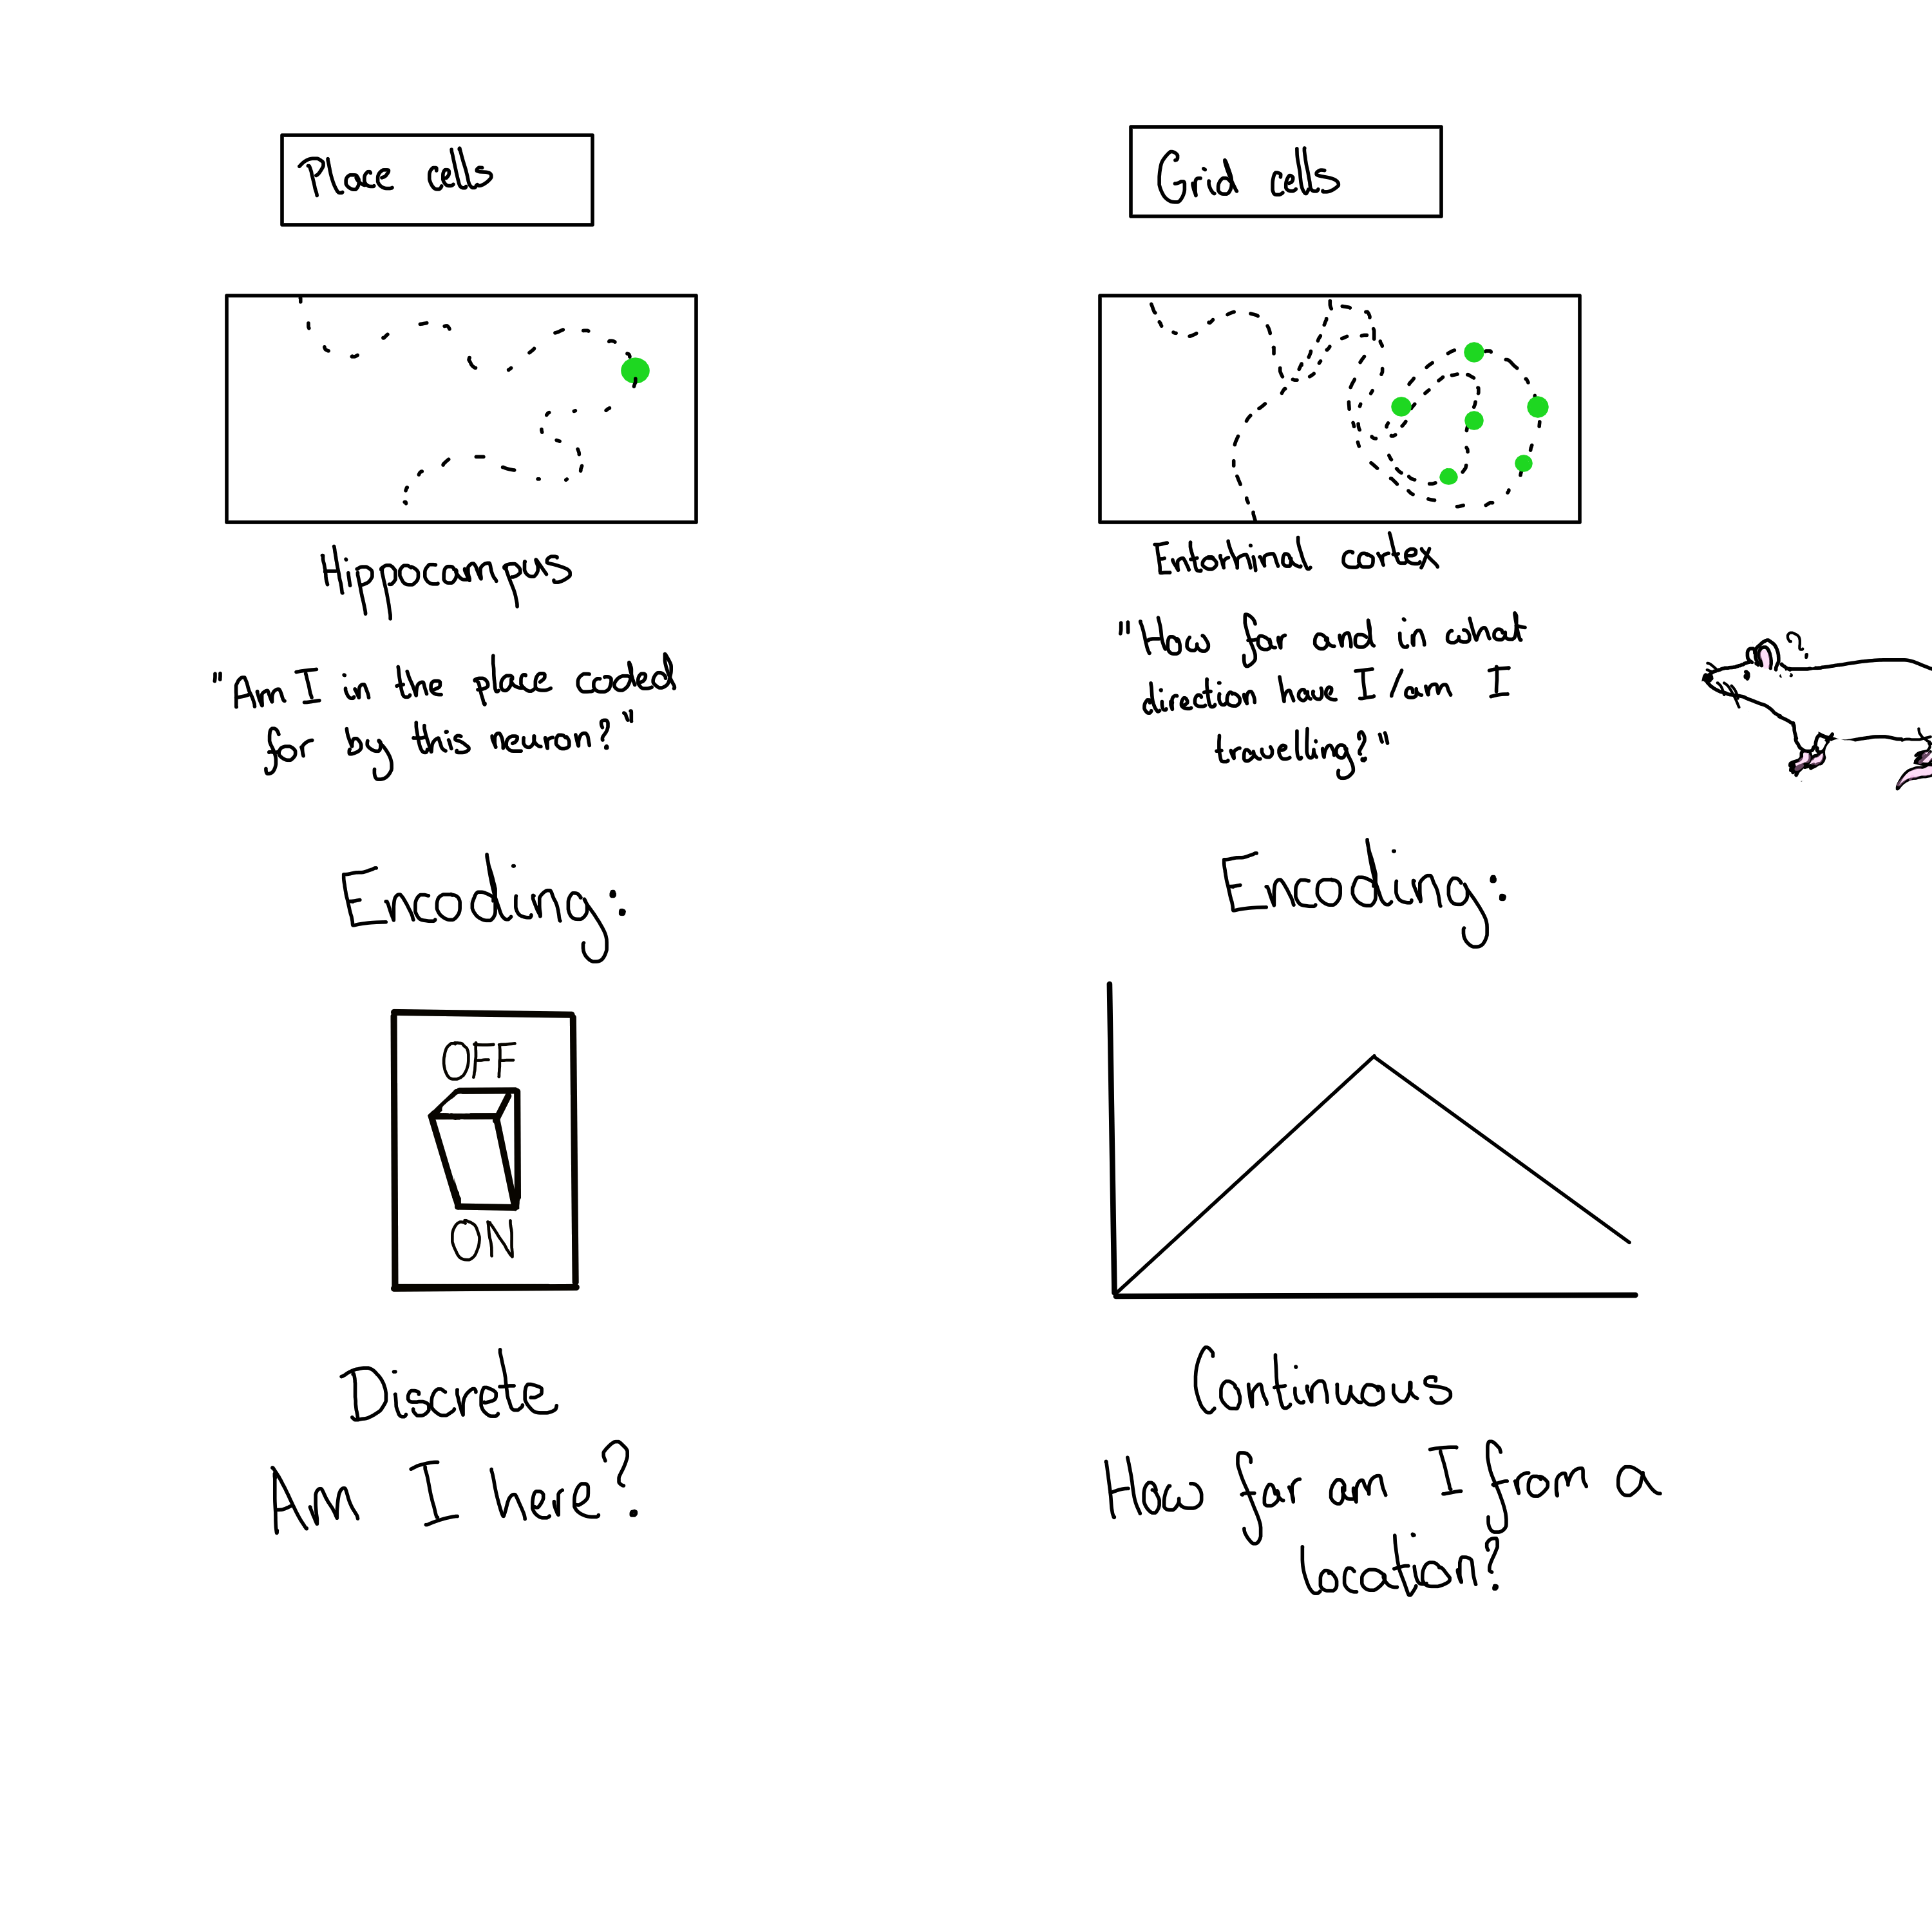 Place cells
Hippocampus
"Am I in the place coded
for by this neuron?"
Encoding:
OFF
ON
Discrete
Am I here?
Grid cells
Entorhinal cortex
"How far and in what
direction have I/am I
travelling?"
Encoding:
Continuous
How far am I from a
location?
?